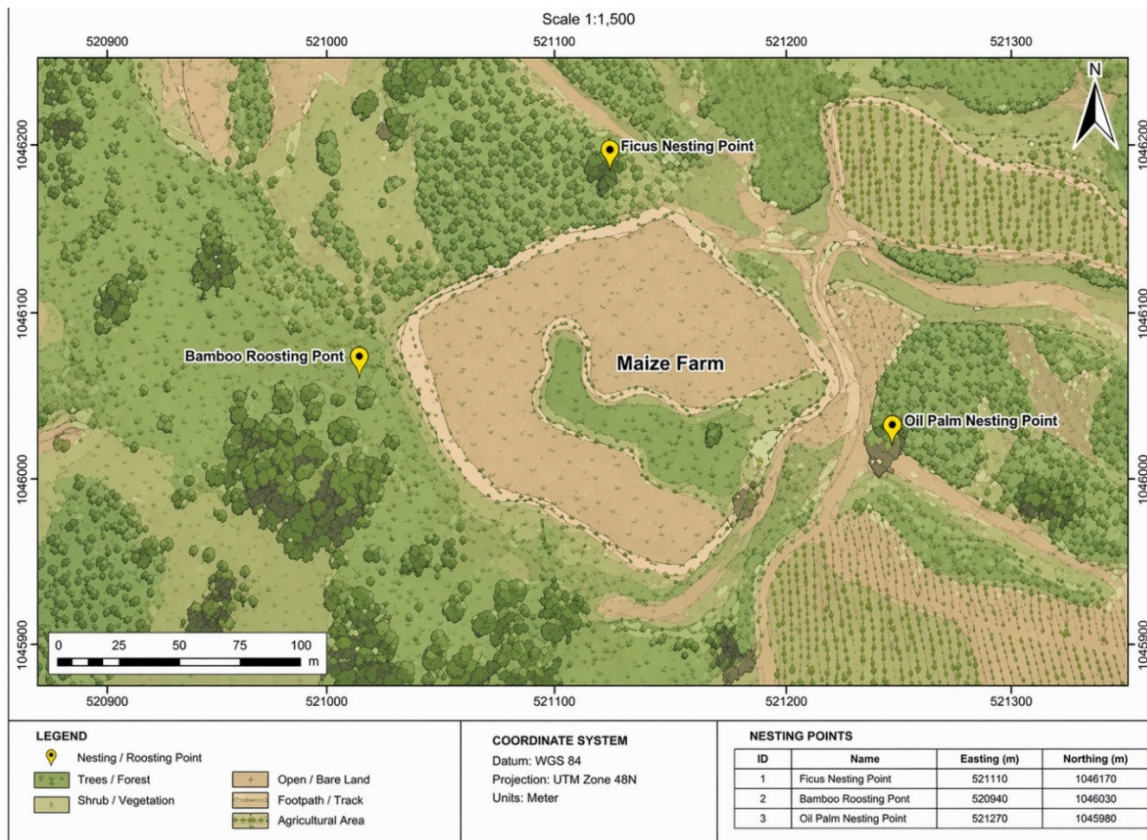 Scale 1:1,500
520900 521000 521100 521200 521300
N
1046200 1046200
Ficus Nesting Point
1046100 1046100
Bamboo Roosting Pont
Maize Farm
Oil Palm Nesting Point
1046000 1046000
1045900 1045900
0 25 50 75 100
m
520900 521000 521100 521200 521300
LEGEND
Nesting / Roosting Point
Trees / Forest
Shrub / Vegetation
Open / Bare Land
Footpath / Track
Agricultural Area
COORDINATE SYSTEM
Datum: WGS 84
Projection: UTM Zone 48N
Units: Meter
NESTING POINTS
ID Name Easting (m) Northing (m)
1 Ficus Nesting Point 521110 1046170
2 Bamboo Roosting Pont 520940 1046030
3 Oil Palm Nesting Point 521270 1045980